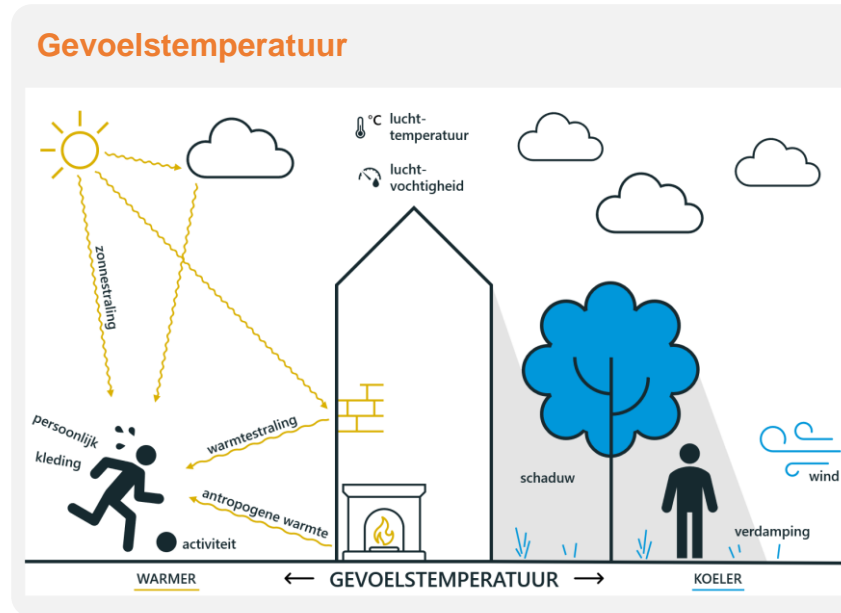 Gevoelstemperatuur
°C lucht-
temperatuur
lucht-
vochtigheid
zonnestraling
persoonlijk
kleding
warmtestraling
antropogene warmte
activiteit
schaduw
wind
verdamping
WARMER ← GEVOELSTEMPERATUUR → KOELER